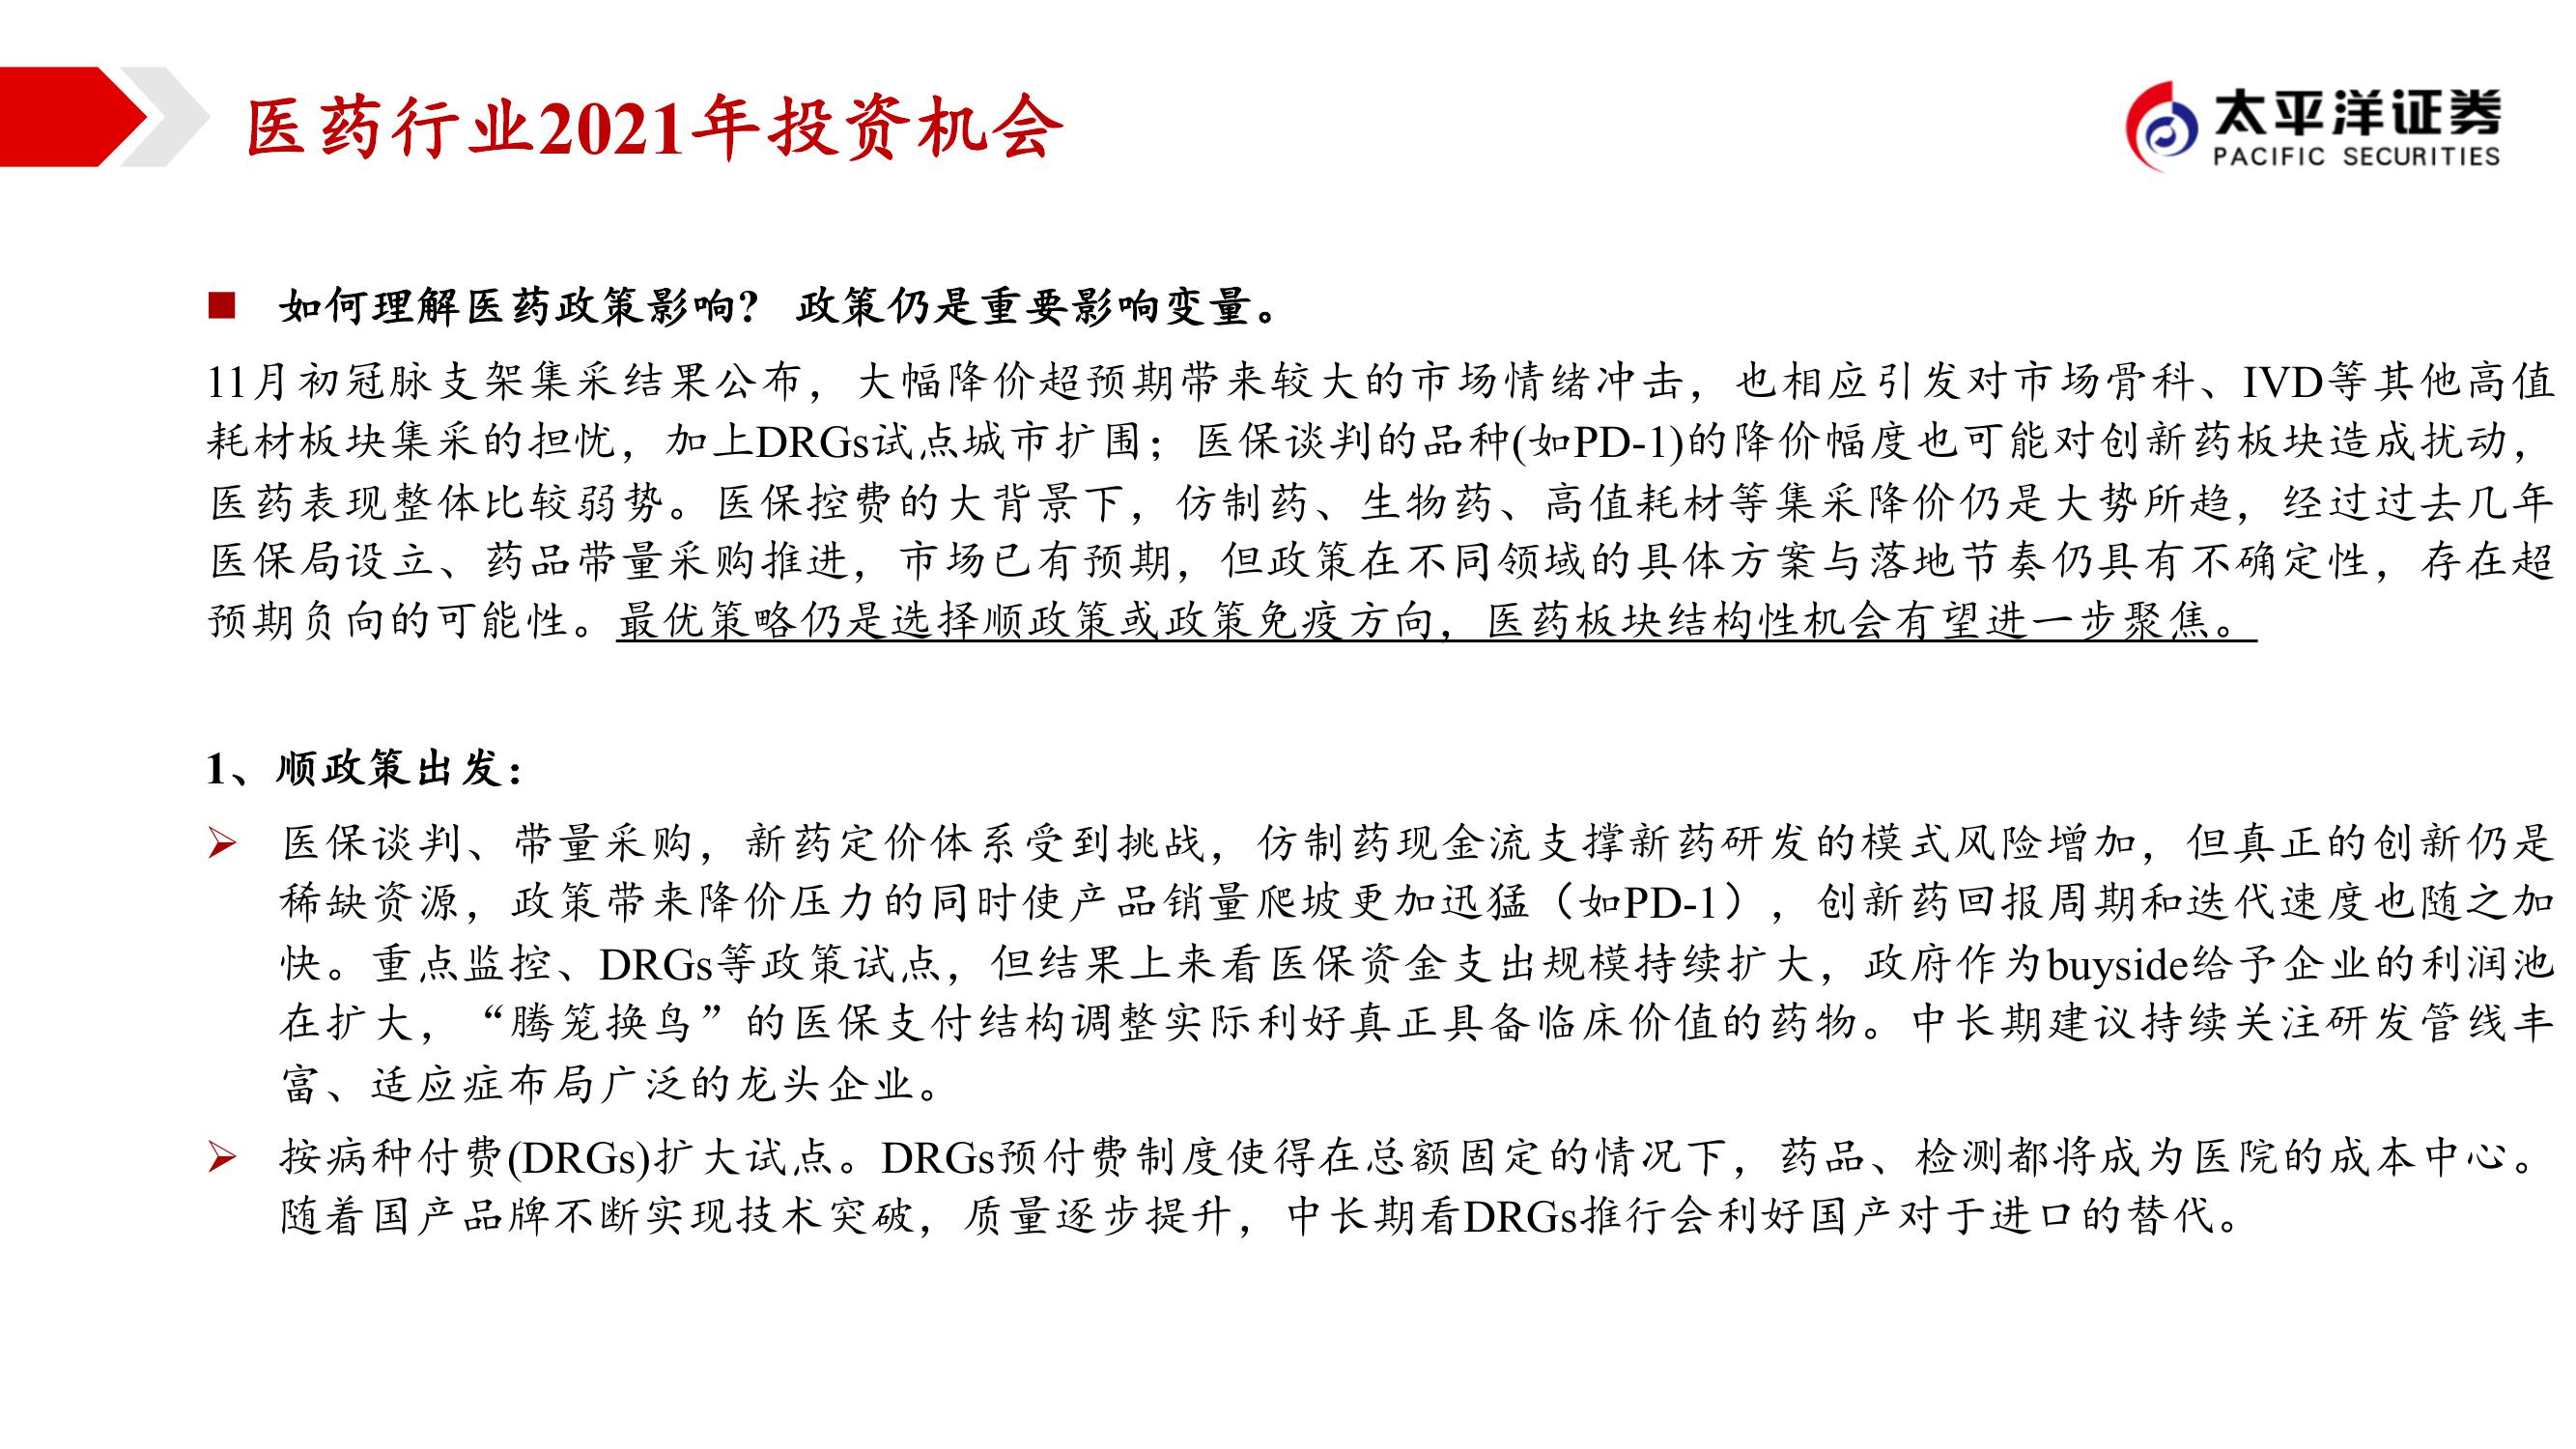 医药行业2021年投资机会
太平洋证券
PACIFIC SECURITIES
■ 如何理解医药政策影响？ 政策仍是重要影响变量。
11月初冠脉支架集采结果公布，大幅降价超预期带来较大的市场情绪冲击，也相应引发对市场骨科、IVD等其他高值
耗材板块集采的担忧，加上DRGs试点城市扩围；医保谈判的品种(如PD-1)的降价幅度也可能对创新药板块造成扰动，
医药表现整体比较弱势。医保控费的大背景下，仿制药、生物药、高值耗材等集采降价仍是大势所趋，经过过去几年
医保局设立、药品带量采购推进，市场已有预期，但政策在不同领域的具体方案与落地节奏仍具有不确定性，存在超
预期负向的可能性。最优策略仍是选择顺政策或政策免疫方向，医药板块结构性机会有望进一步聚焦。
1、顺政策出发：
➢ 医保谈判、带量采购，新药定价体系受到挑战，仿制药现金流支撑新药研发的模式风险增加，但真正的创新仍是
稀缺资源，政策带来降价压力的同时使产品销量爬坡更加迅猛（如PD-1），创新药回报周期和迭代速度也随之加
快。重点监控、DRGs等政策试点，但结果上来看医保资金支出规模持续扩大，政府作为buyside给予企业的利润池
在扩大，“腾笼换鸟”的医保支付结构调整实际利好真正具备临床价值的药物。中长期建议持续关注研发管线丰
富、适应症布局广泛的龙头企业。
➢ 按病种付费(DRGs)扩大试点。DRGs预付费制度使得在总额固定的情况下，药品、检测都将成为医院的成本中心。
随着国产品牌不断实现技术突破，质量逐步提升，中长期看DRGs推行会利好国产对于进口的替代。